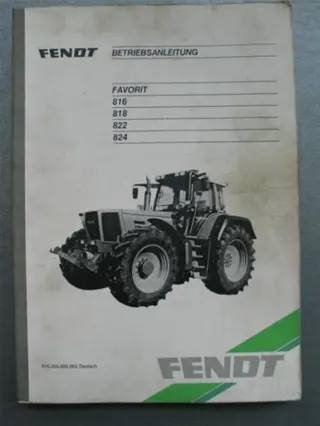 FENDT BETRIEBSANLEITUNG
FAVORIT
816
818
822
824
Deutsch
FENDT